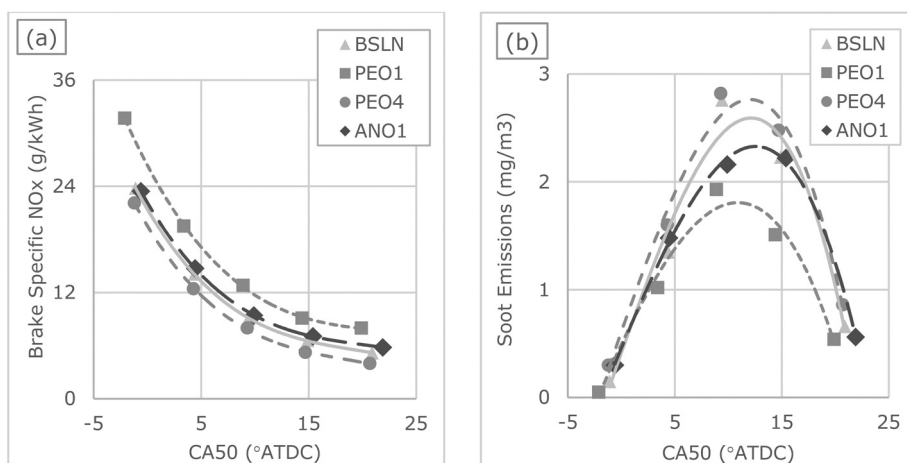 (a)
BSLN
PEO1
PEO4
ANO1
Brake Specific NOx (g/kWh)
36
24
12
0
-5
5
15
25
CA50 (°ATDC)
(b)
BSLN
PEO1
PEO4
ANO1
Soot Emissions (mg/m3)
3
2
1
0
-5
5
15
25
CA50 (°ATDC)